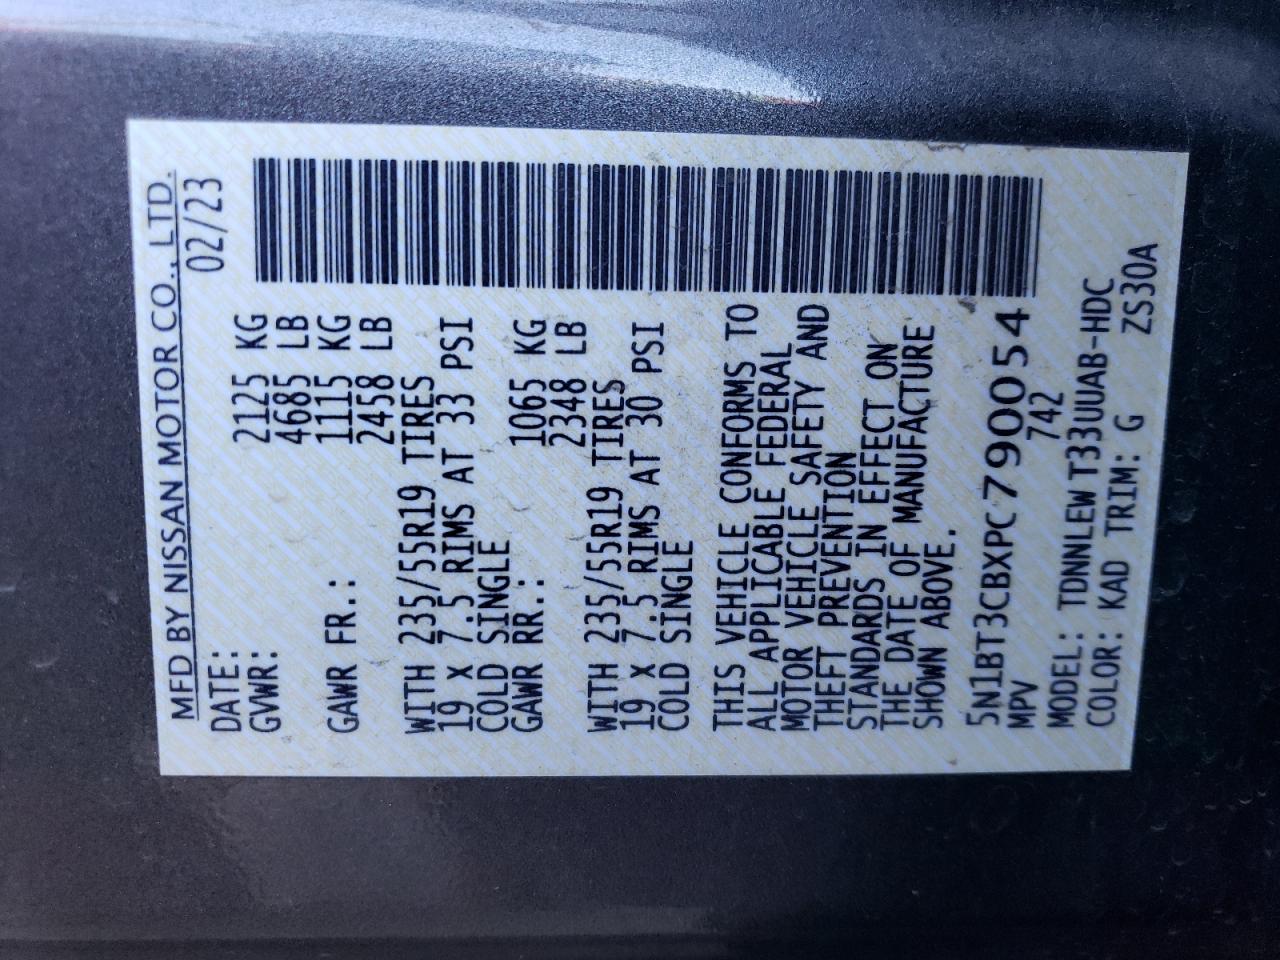 MFD BY NISSAN MOTOR CO., LTD.
DATE: 02/23
GVWR: 2125 KG
4685 LB
GAWR FR.: 1115 KG
2458 LB
WITH 235/55R19 TIRES
19 X 7.5 RIMS AT 33 PSI
COLD SINGLE
GAWR RR.: 1065 KG
2348 LB
WITH 235/55R19 TIRES
19 X 7.5 RIMS AT 30 PSI
COLD SINGLE
THIS VEHICLE CONFORMS TO
ALL APPLICABLE FEDERAL
MOTOR VEHICLE SAFETY AND
THEFT PREVENTION
STANDARDS IN EFFECT ON
THE DATE OF MANUFACTURE
SHOWN ABOVE.
5N1BT3CBXPC790054
MPV 742
MODEL: TDNNLEW T33UUAB-HDC
COLOR: KAD TRIM: G ZS30A